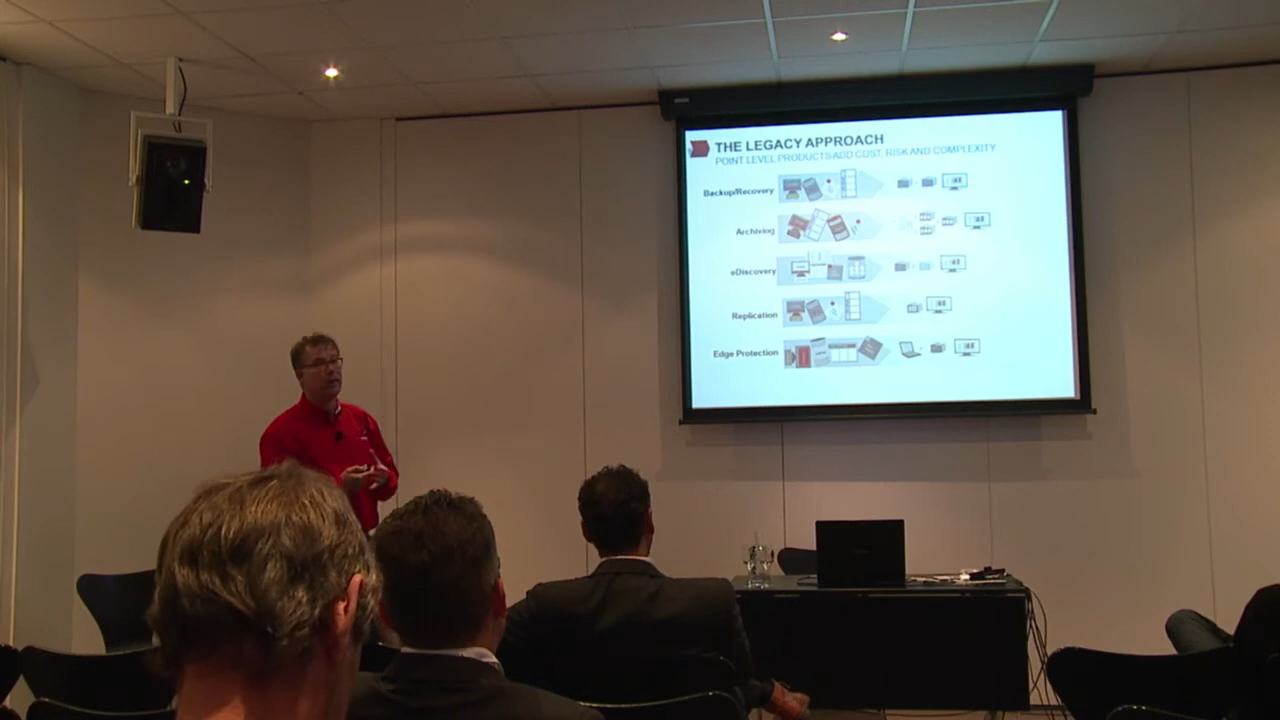 THE LEGACY APPROACH
POINT LEVEL PRODUCTS ADD COST, RISK AND COMPLEXITY
Backup/Recovery
Archiving
eDiscovery
Replication
Edge Protection